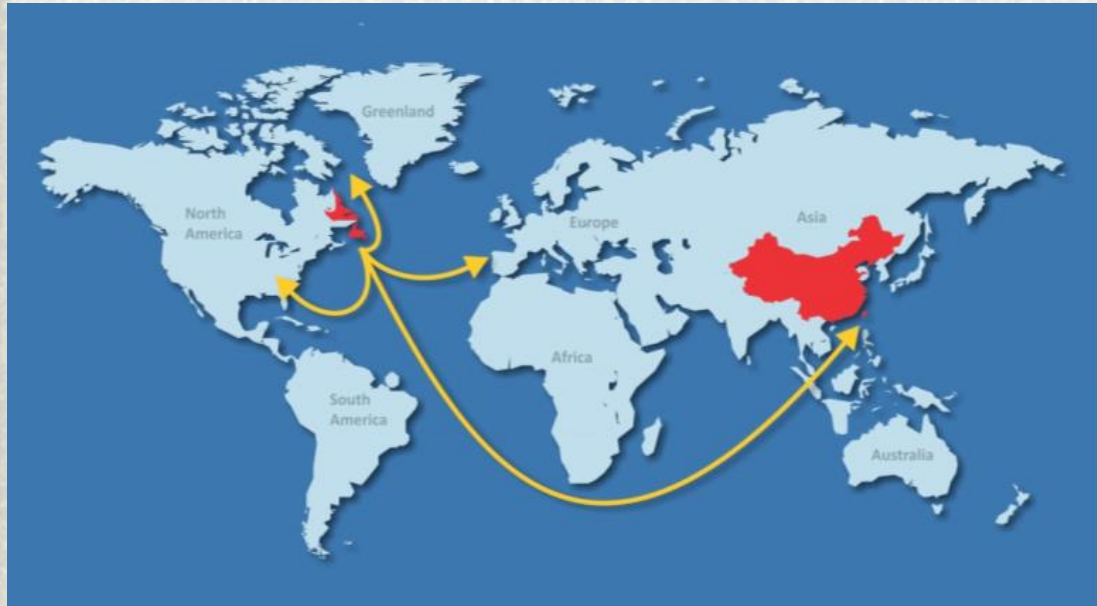 Greenland
North
America
Europe
Asia
Africa
South
America
Australia